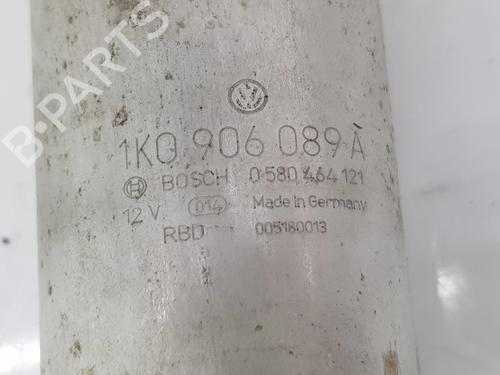 1K0 906 089 A
BOSCH 0 580 464 121
12 V 014 Made in Germany
RBD 005180013
B-PARTS